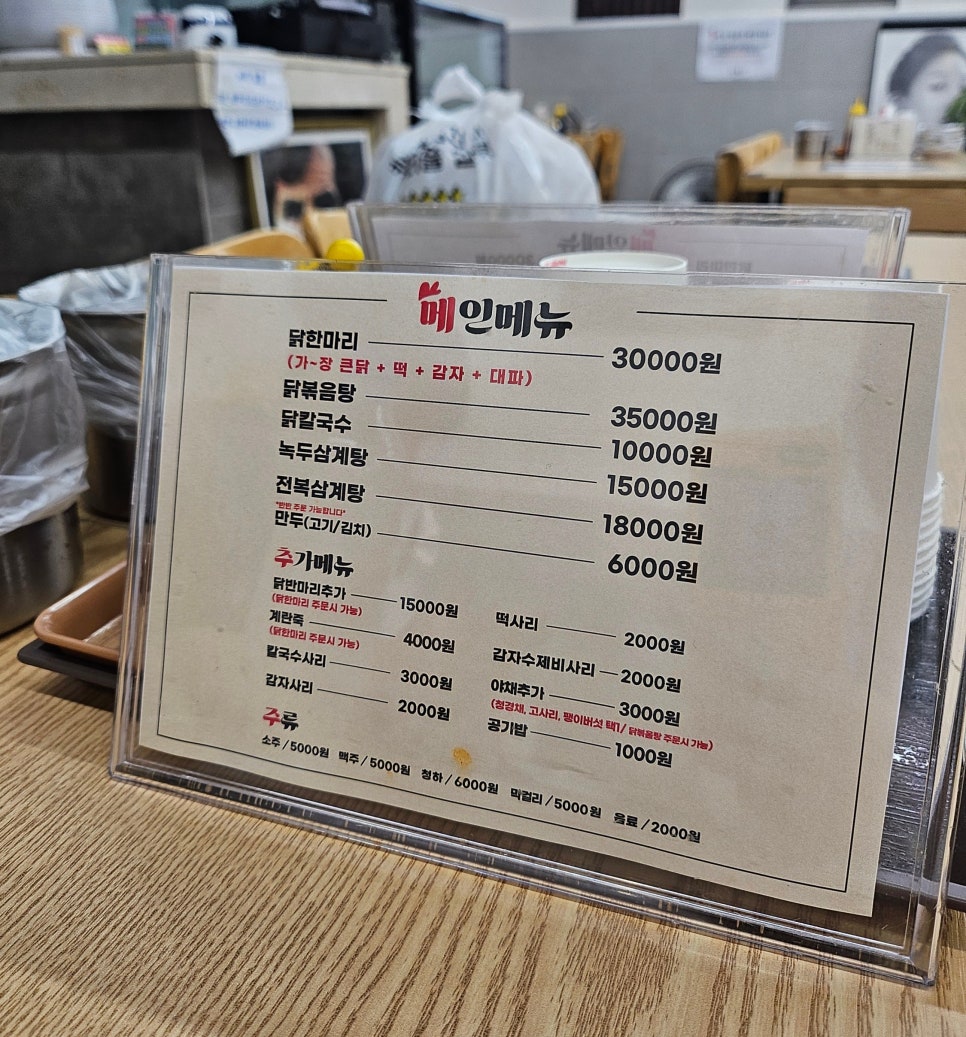 메인메뉴
닭한마리 30000원
(가~장 큰닭 + 떡 + 감자 + 대파)
닭볶음탕 35000원
닭칼국수 10000원
녹두삼계탕 15000원
전복삼계탕 18000원
"반반 주문 가능합니다"
만두(고기/김치) 6000원
추가메뉴
닭반마리추가 15000원
(닭한마리 주문시 가능)
계란죽 4000원
(닭한마리 주문시 가능)
칼국수사리 3000원
감자사리 2000원
떡사리 2000원
감자수제비사리 2000원
야채추가 3000원
(청경채, 고사리, 팽이버섯 택1/ 닭볶음탕 주문시 가능)
공기밥 1000원
주류
소주/5000원 맥주/5000원 청하/6000원 막걸리/5000원 음료/2000원